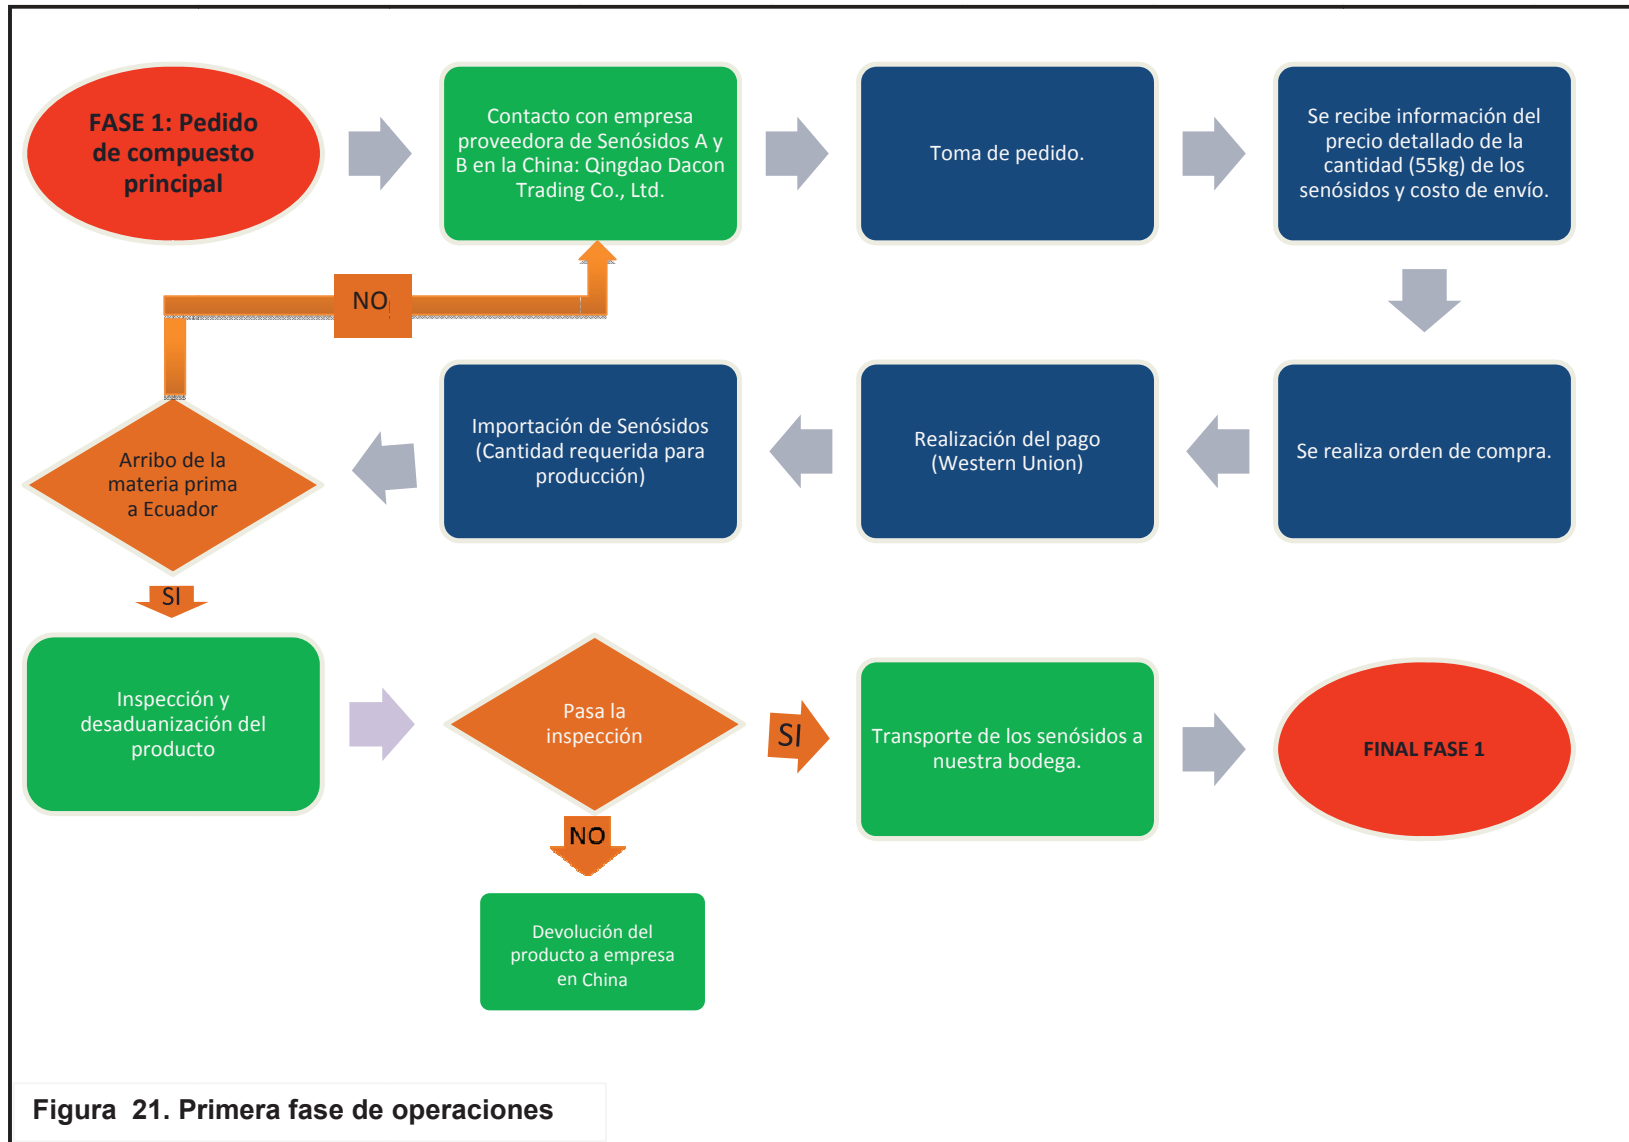 FASE 1: Pedido
de compuesto
principal
Contacto con empresa
proveedora de Senósidos A y
B en la China: Qingdao Dacon
Trading Co., Ltd.
Toma de pedido.
Se recibe información del
precio detallado de la
cantidad (55kg) de los
senósidos y costo de envío.
NO
Arribo de la
materia prima
a Ecuador
Importación de Senósidos
(Cantidad requerida para
producción)
Realización del pago
(Western Union)
Se realiza orden de compra.
SI
Inspección y
desaduanización del
producto
Pasa la
inspección
SI
Transporte de los senósidos a
nuestra bodega.
FINAL FASE 1
NO
Devolución del
producto a empresa
en China
Figura 21. Primera fase de operaciones